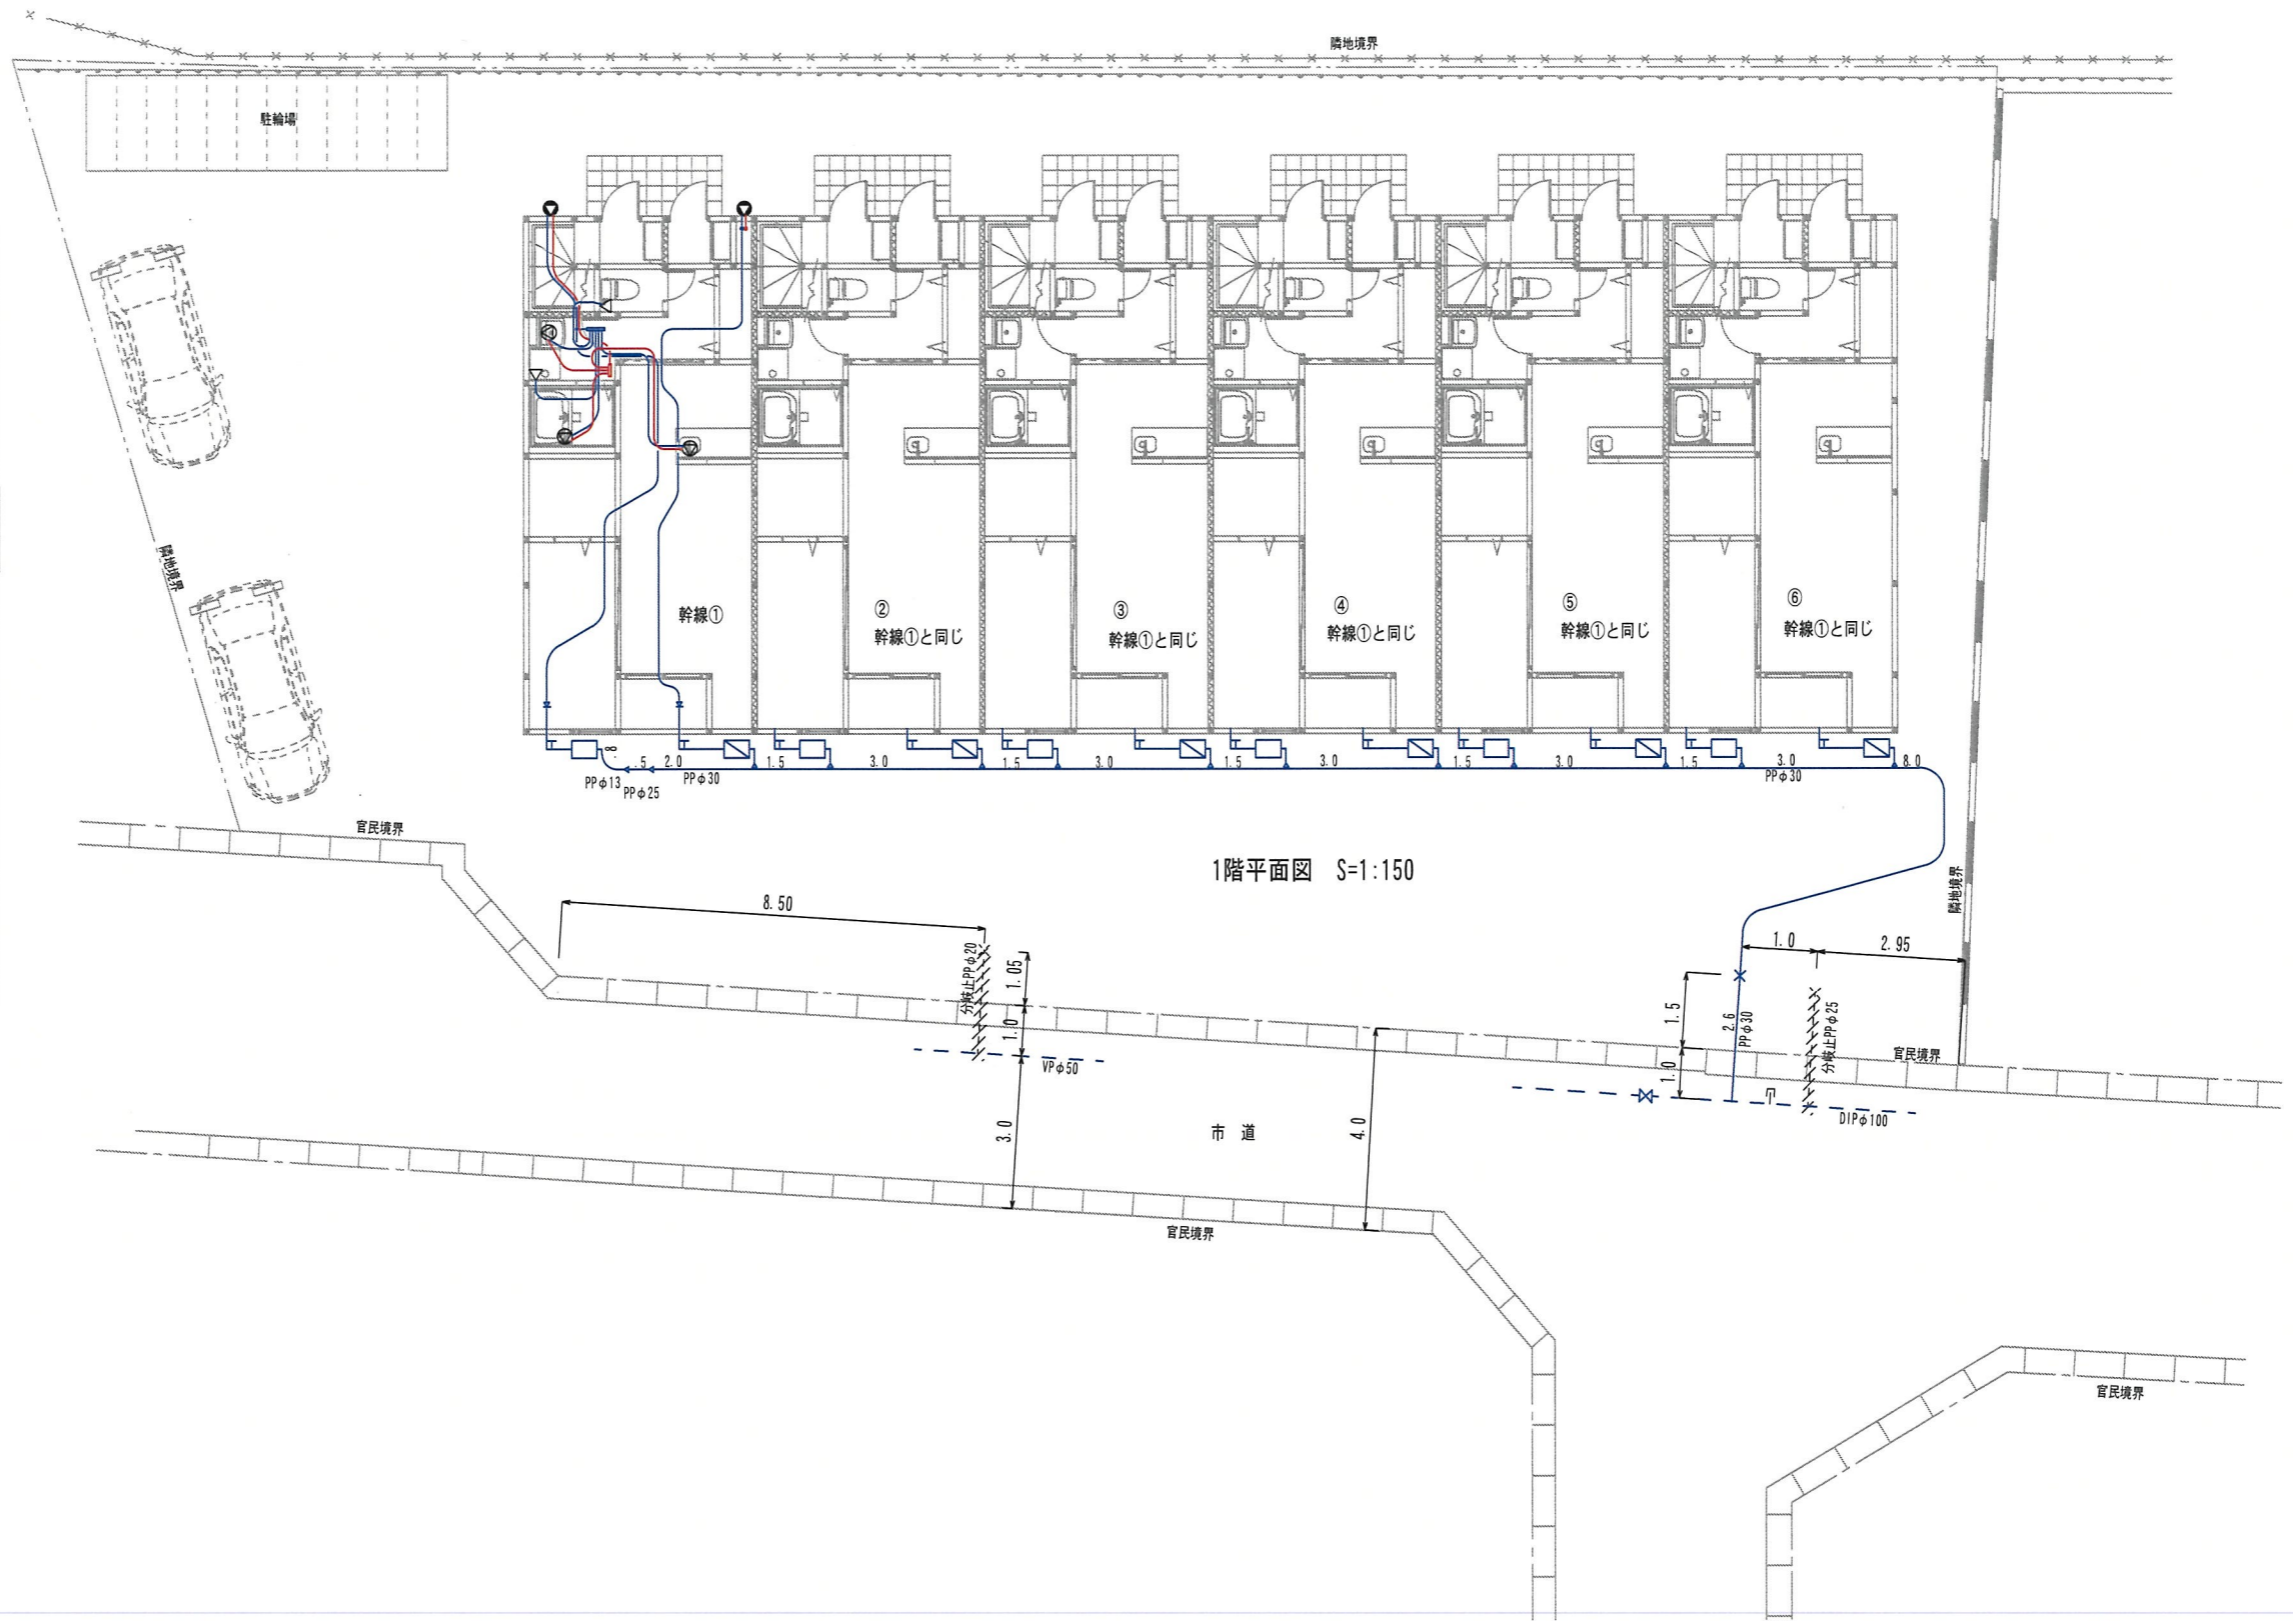 隣地境界
駐輪場
隣地境界
幹線①
②
幹線①と同じ
③
幹線①と同じ
④
幹線①と同じ
⑤
幹線①と同じ
⑥
幹線①と同じ
.8
.5
2.0
1.5
3.0
1.5
3.0
1.5
3.0
1.5
3.0
1.5
3.0
8.0
PPφ13
PPφ25
PPφ30
PPφ30
官民境界
1階平面図 S=1:150
隣地境界
8.50
分岐止PPφ20
1.05
1.0
VPφ50
3.0
市 道
4.0
1.0
2.95
1.5
2.6
PPφ30
1.0
分岐止PPφ25
官民境界
DIPφ100
官民境界
官民境界